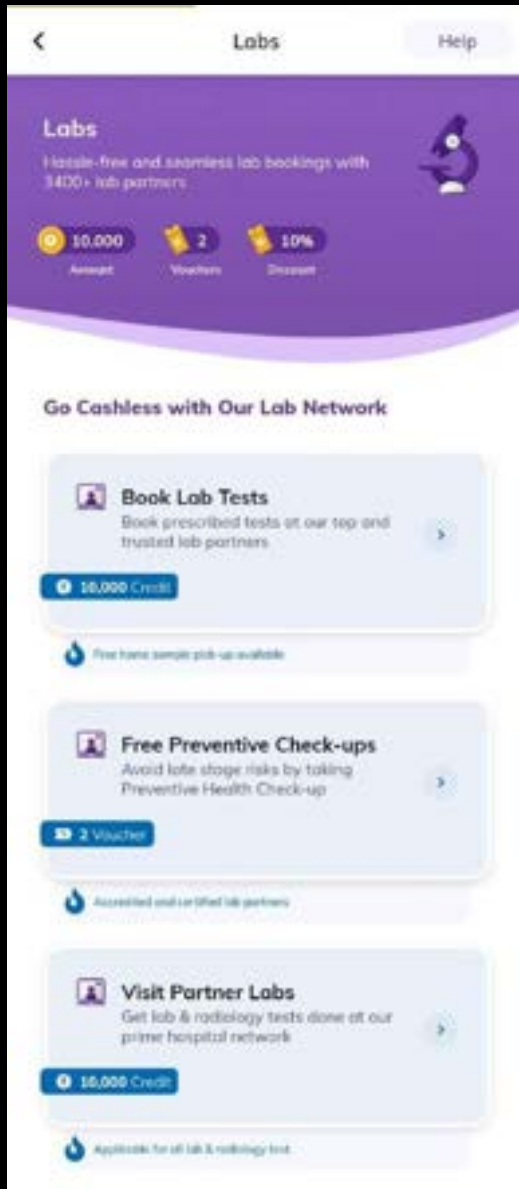 Labs
Help
Labs
Hassle-free and seamless lab bookings with
3400+ lab partners
10,000
2
10%
Amount
Vouchers
Discount
Go Cashless with Our Lab Network
Book Lab Tests
Book prescribed tests at our top and
trusted lab partners
10,000 Credit
Free home sample pick-up available
Free Preventive Check-ups
Avoid late stage risks by taking
Preventive Health Check-up
2 Voucher
Accredited and certified lab partners
Visit Partner Labs
Get lab & radiology tests done at our
prime hospital network
10,000 Credit
Applicable for all lab & radiology test